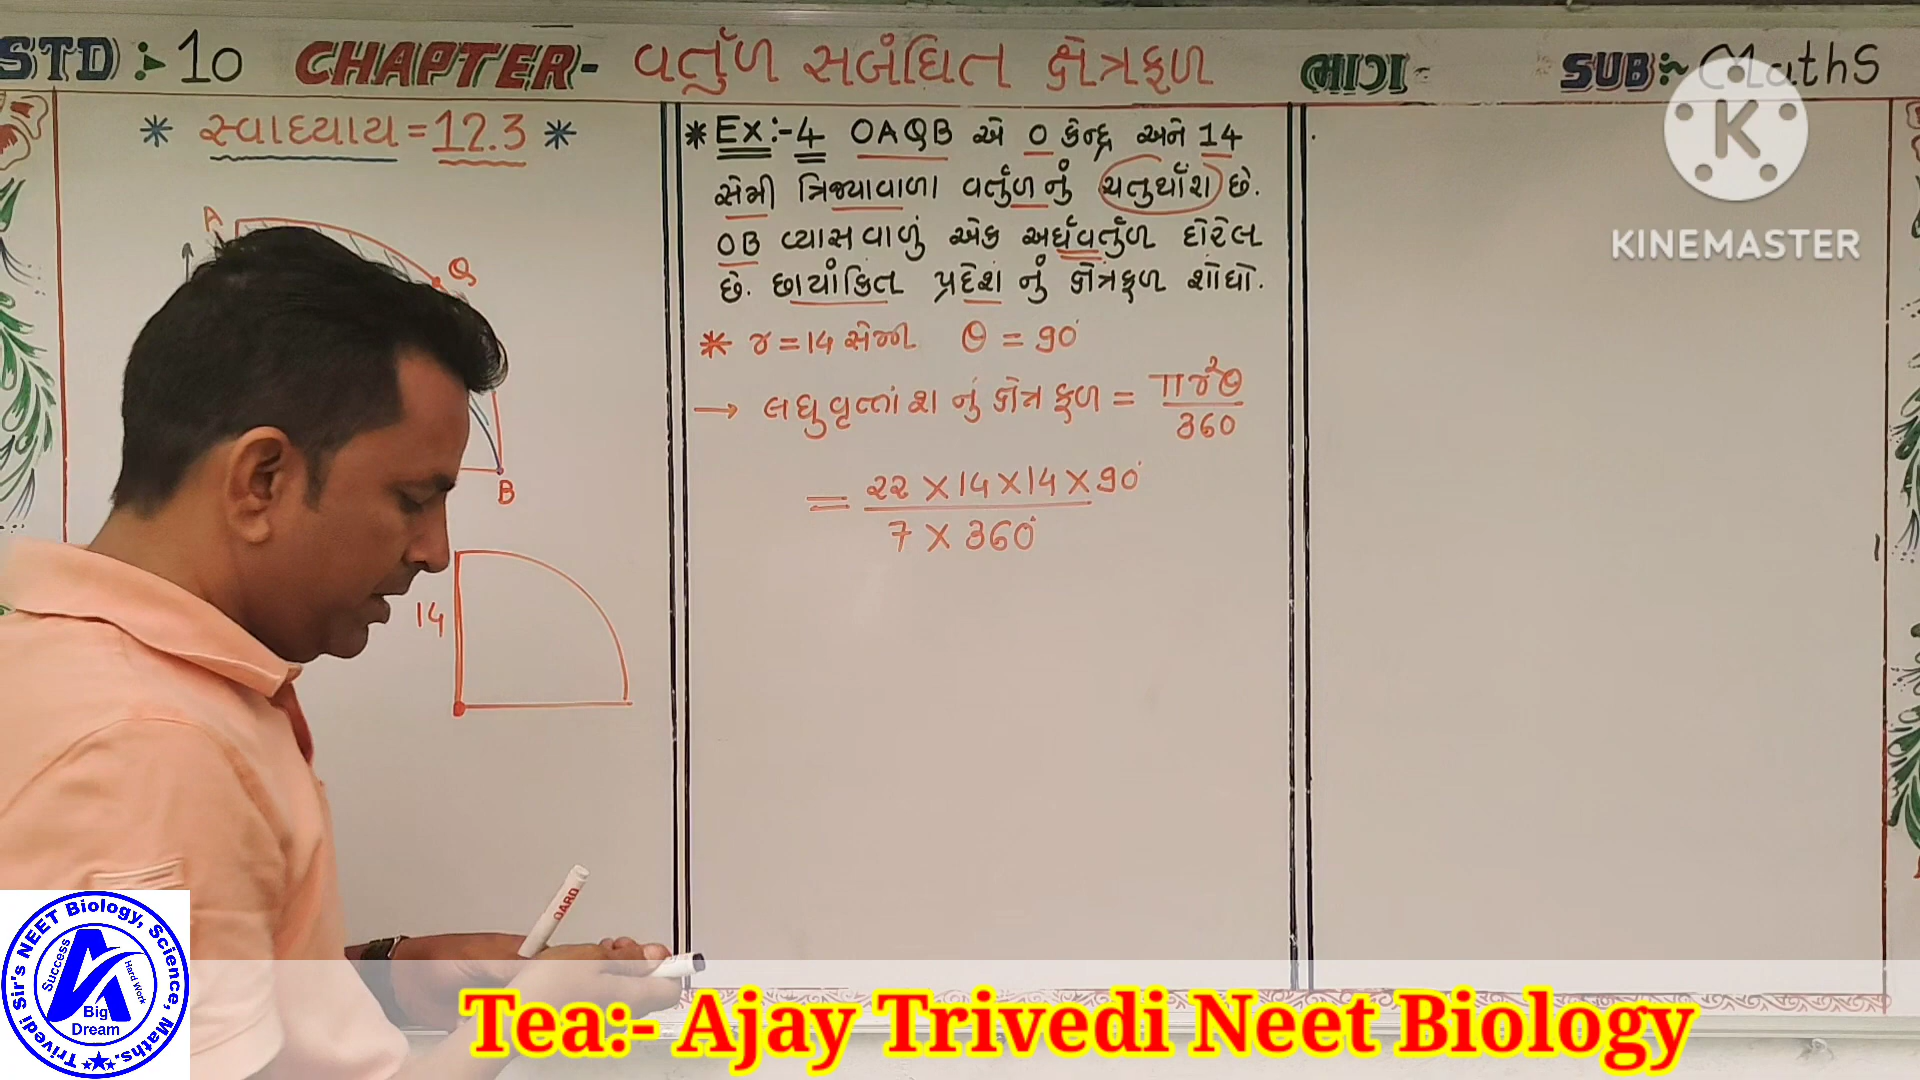 STD :- 10 CHAPTER- વર્તુળ સબંધિત ક્ષેત્રફળ ભાગ - SUB:~ Maths
* સ્વાધ્યાય = 12.3 *
A
Q
B
14
* Ex:-4 OAQB એ O કેન્દ્ર અને 14
સેમી ત્રિજ્યાવાળા વર્તુળનું ચતુર્થાંશ છે.
OB વ્યાસવાળું એક અર્ધવર્તુળ દોરેલ
છે. છાયાંકિત પ્રદેશ નું ક્ષેત્રફળ શોધો.
* r = 14 સેમી θ = 90°
→ લઘુવૃત્તાંશ નું ક્ષેત્રફળ = πr²θ / 360
= 22 × 14 × 14 × 90° / 7 × 360°
K
KINEMASTER
Trivedi Sir's NEET Biology, Science, Maths.
Success
Hard Work
Big
Dream
OARD
Tea:- Ajay Trivedi Neet Biology